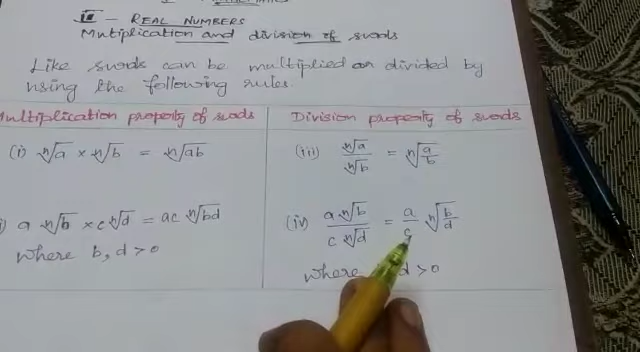 II - REAL NUMBERS
Mutiplication and division of surds
Like surds can be multiplied or divided by
using the following rules.
Multiplication property of surds
(i) ⁿ√a × ⁿ√b = ⁿ√ab
) a ⁿ√b × c ⁿ√d = ac ⁿ√bd
Where b, d > 0
Division property of surds
(iii) ⁿ√a / ⁿ√b = ⁿ√(a/b)
(iv) a ⁿ√b / c ⁿ√d = a/c ⁿ√(b/d)
Where d > 0